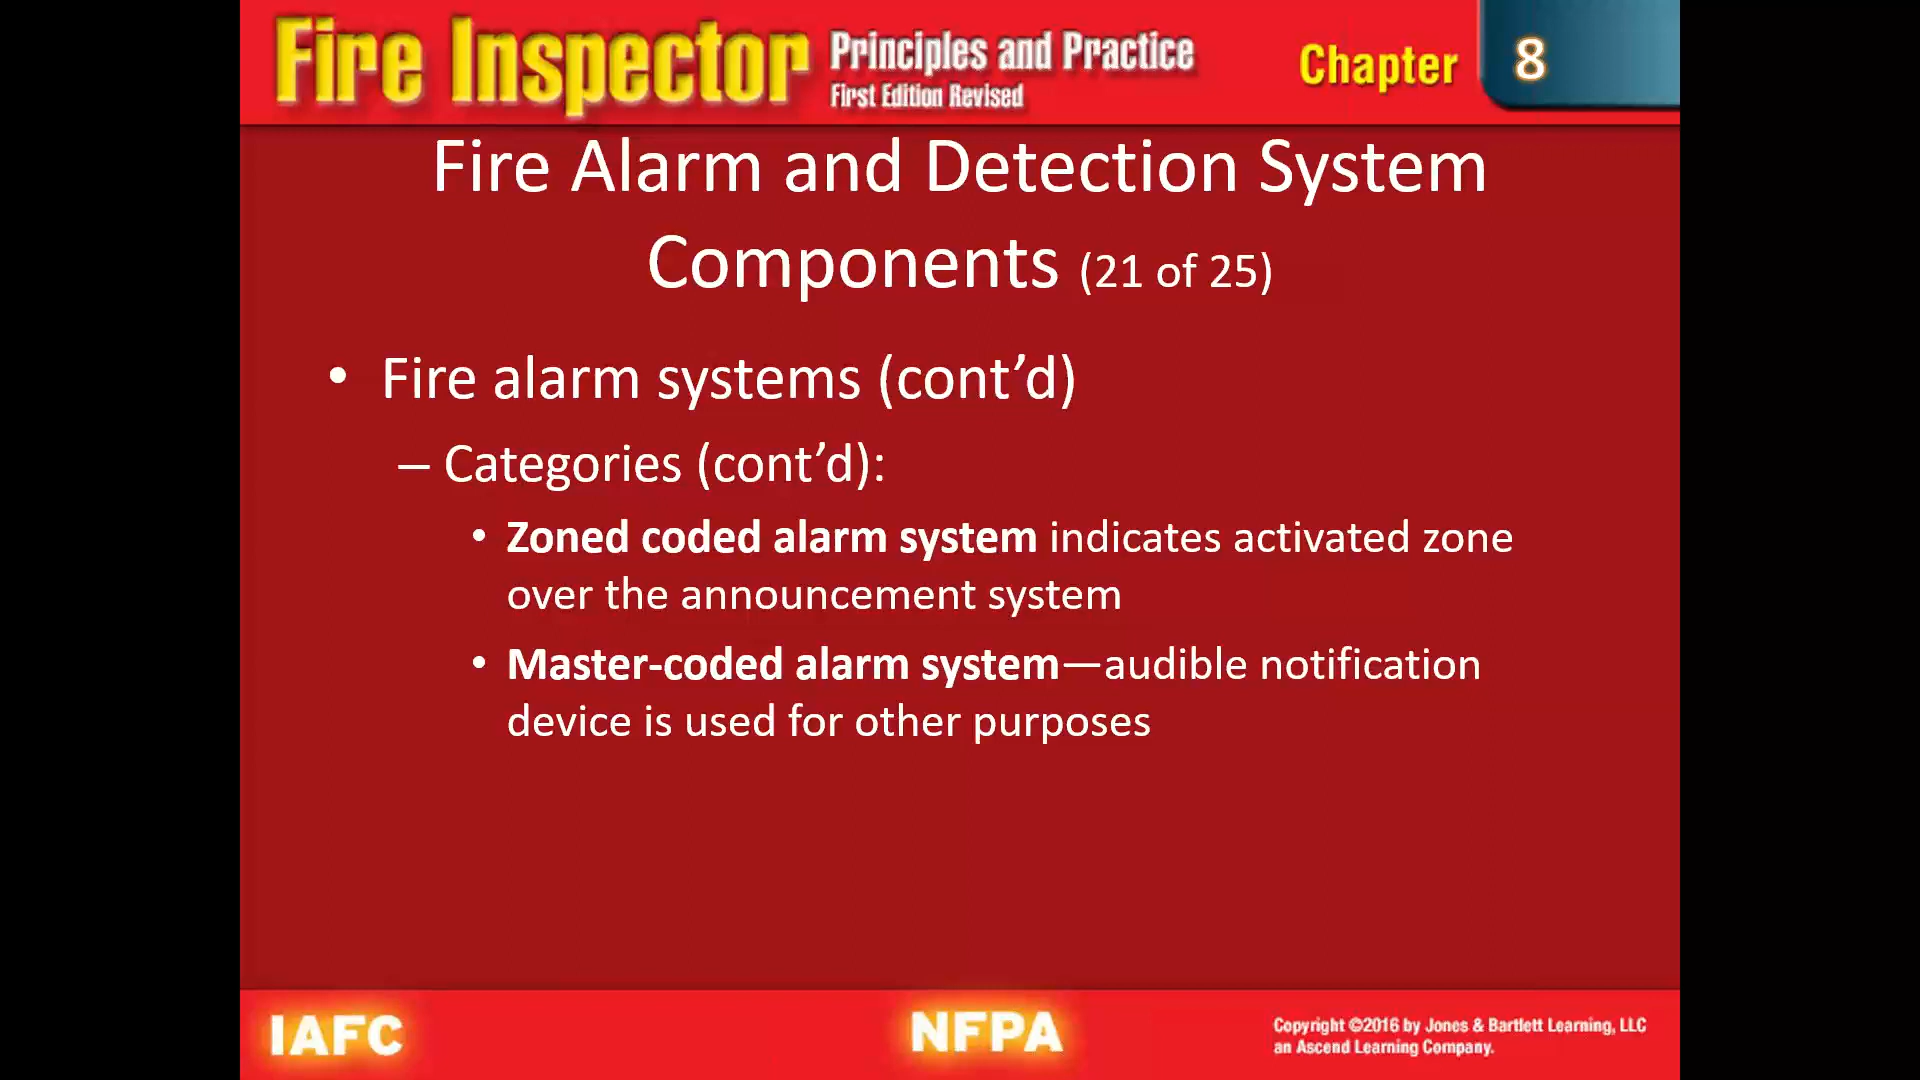 Fire Inspector Principles and Practice
First Edition Revised
Chapter 8
Fire Alarm and Detection System
Components (21 of 25)
• Fire alarm systems (cont’d)
– Categories (cont’d):
• Zoned coded alarm system indicates activated zone
over the announcement system
• Master-coded alarm system—audible notification
device is used for other purposes
IAFC
NFPA
Copyright ©2016 by Jones & Bartlett Learning, LLC
an Ascend Learning Company.